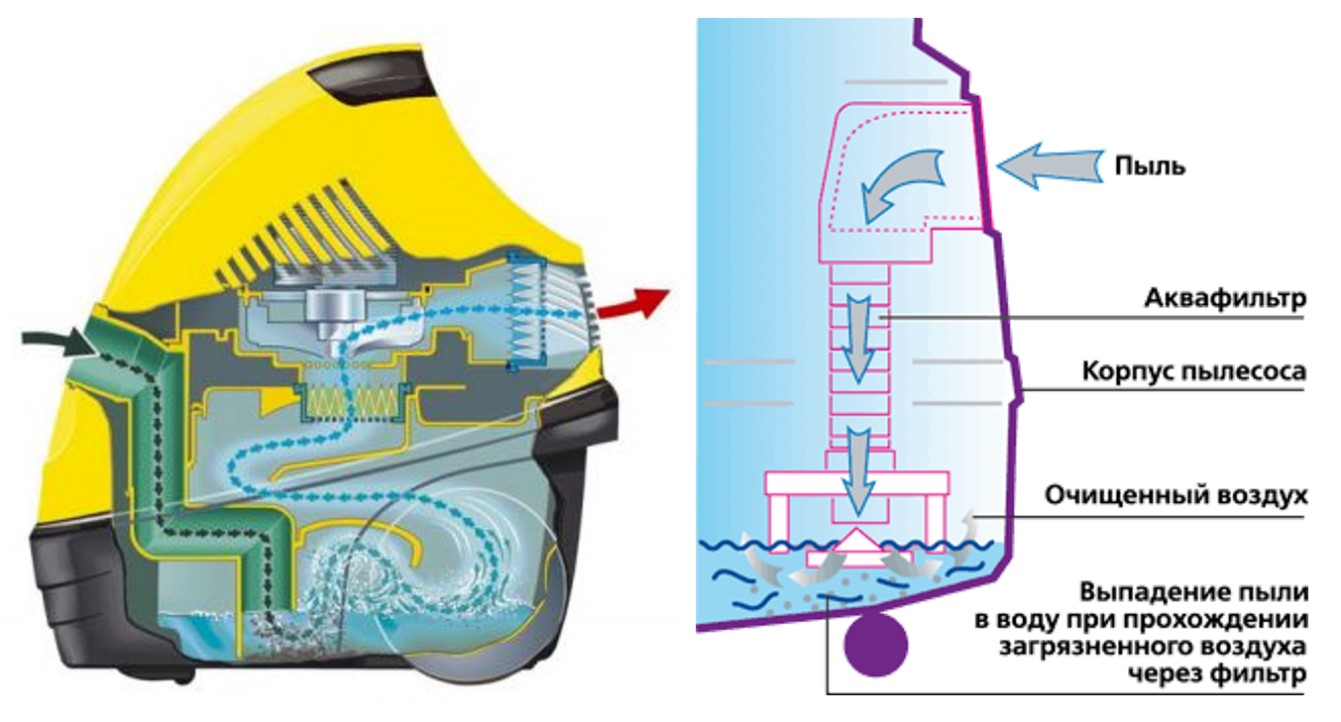 Пыль
Аквафильтр
Корпус пылесоса
Очищенный воздух
Выпадение пыли
в воду при прохождении
загрязненного воздуха
через фильтр